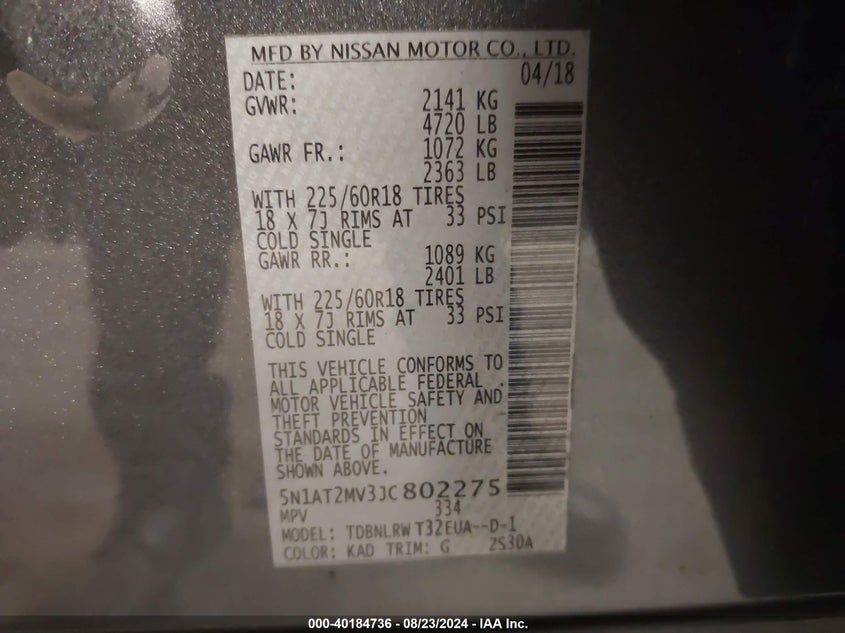 MFD BY NISSAN MOTOR CO., LTD.
DATE: 04/18
GVWR: 2141 KG
4720 LB
GAWR FR.: 1072 KG
2363 LB
WITH 225/60R18 TIRES
18 X 7J RIMS AT 33 PSI
COLD SINGLE
GAWR RR.: 1089 KG
2401 LB
WITH 225/60R18 TIRES
18 X 7J RIMS AT 33 PSI
COLD SINGLE
THIS VEHICLE CONFORMS TO
ALL APPLICABLE FEDERAL
MOTOR VEHICLE SAFETY AND
THEFT PREVENTION
STANDARDS IN EFFECT ON
THE DATE OF MANUFACTURE
SHOWN ABOVE.
5N1AT2MV3JC802275
MPV 334
MODEL: TDBNLRW T32EUA--D-1
COLOR: KAD TRIM: G 2S30A
000-40184736 - 08/23/2024 - IAA Inc.